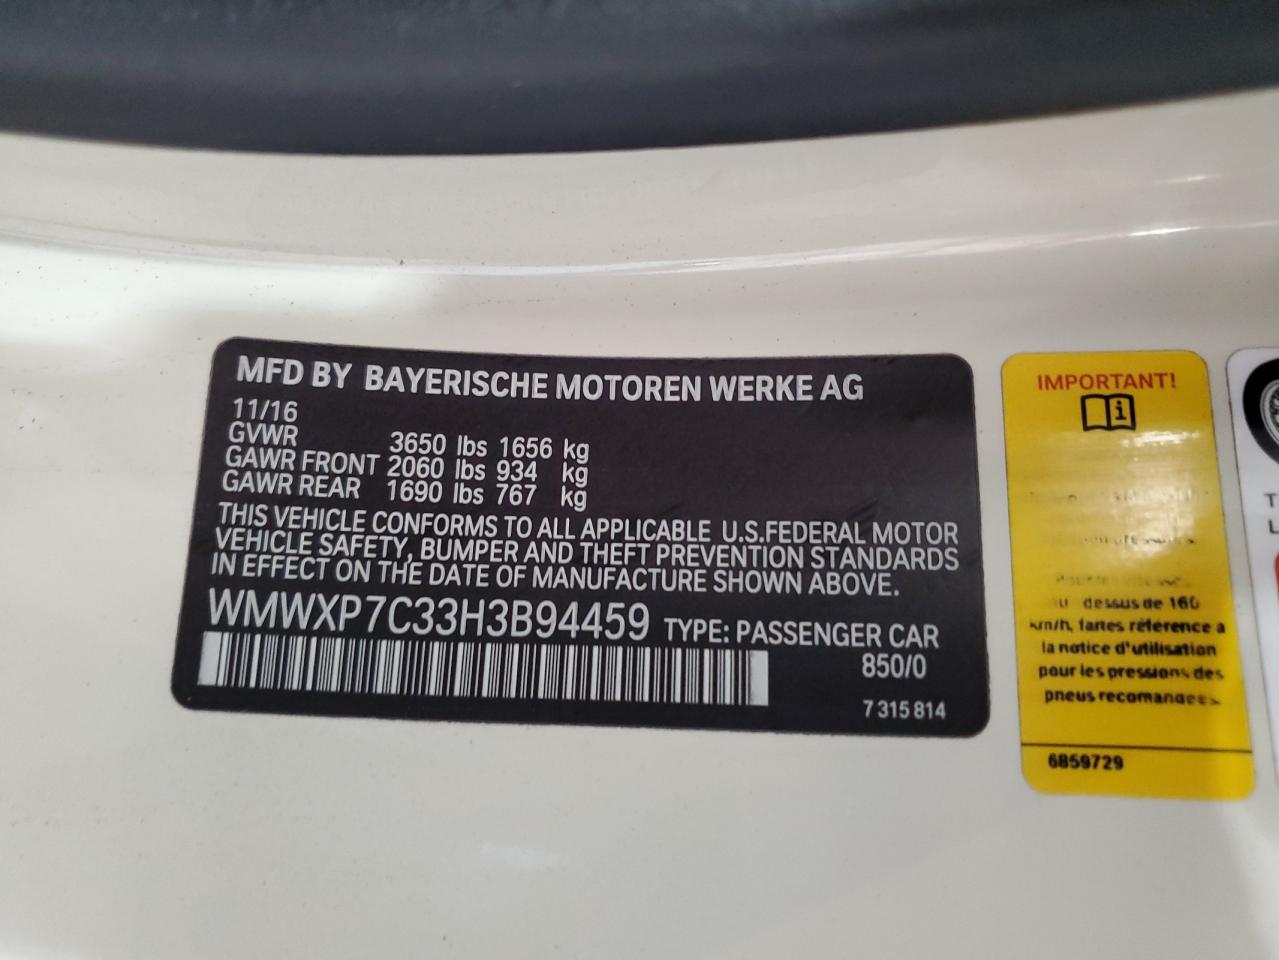 MFD BY BAYERISCHE MOTOREN WERKE AG
11/16
GVWR 3650 lbs 1656 kg
GAWR FRONT 2060 lbs 934 kg
GAWR REAR 1690 lbs 767 kg
THIS VEHICLE CONFORMS TO ALL APPLICABLE U.S.FEDERAL MOTOR
VEHICLE SAFETY, BUMPER AND THEFT PREVENTION STANDARDS
IN EFFECT ON THE DATE OF MANUFACTURE SHOWN ABOVE.
WMWXP7C33H3B94459 TYPE: PASSENGER CAR
850/0
7 315 814
IMPORTANT!
i
dessus de 160
km/h, faites référence a
la notice d'utilisation
pour les pressions des
pneus recomandees
6859729
T
L